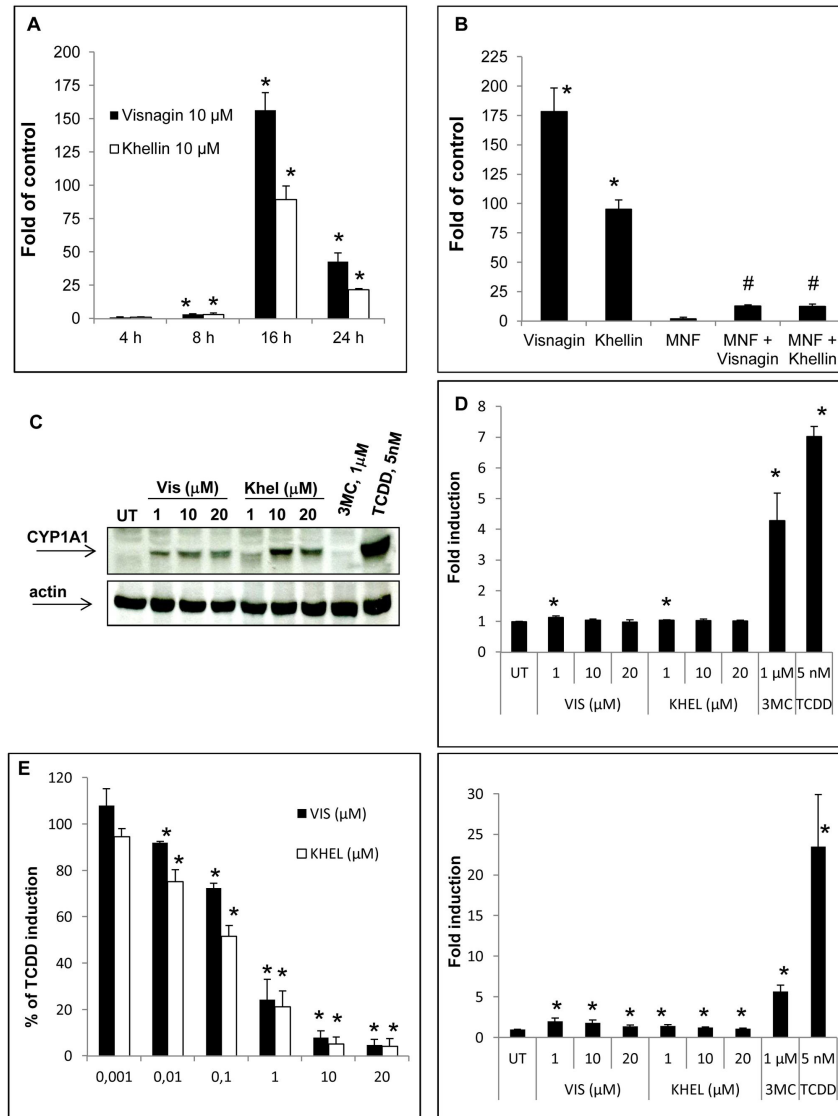 A
200
175
150
125
100
75
50
25
0
Fold of control
Visnagin 10 µM
Khellin 10 µM
*
*
*
*
* *
4 h 8 h 16 h 24 h
B
225
200
175
150
125
100
75
50
25
0
Fold of control
*
*
# #
Visnagin Khellin MNF MNF + Visnagin MNF + Khellin
C
Vis (µM) Khel (µM) 3MC, 1µM TCDD, 5nM
UT 1 10 20 1 10 20
CYP1A1
actin
D
8
7
6
5
4
3
2
1
0
Fold induction
* * * *
UT 1 10 20 1 10 20 1 µM 5 nM
VIS (µM) KHEL (µM) 3MC TCDD
E
120
100
80
60
40
20
0
% of TCDD induction
VIS (µM)
KHEL (µM)
* * * * * * * * * *
0,001 0,01 0,1 1 10 20
30
25
20
15
10
5
0
Fold induction
* * * * * * * *
UT 1 10 20 1 10 20 1 µM 5 nM
VIS (µM) KHEL (µM) 3MC TCDD